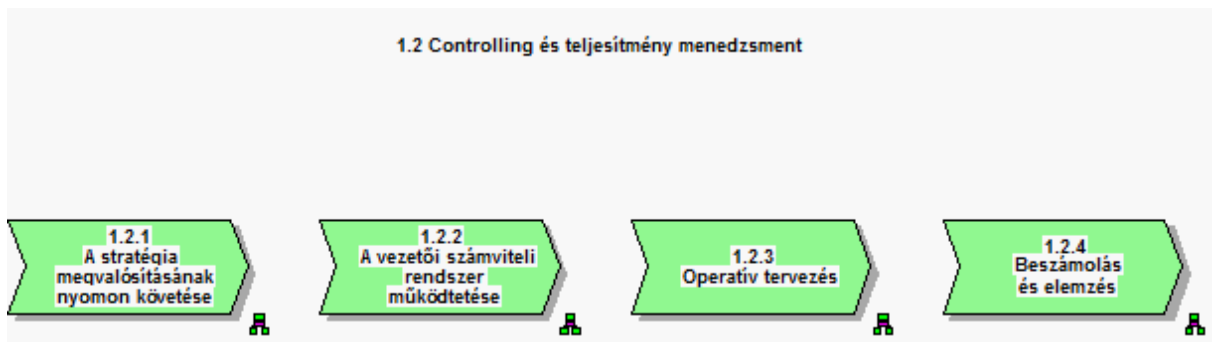 1.2 Controlling és teljesítmény menedzsment
1.2.1
A stratégia
megvalósításának
nyomon követése
1.2.2
A vezetői számviteli
rendszer
működtetése
1.2.3
Operatív tervezés
1.2.4
Beszámolás
és elemzés